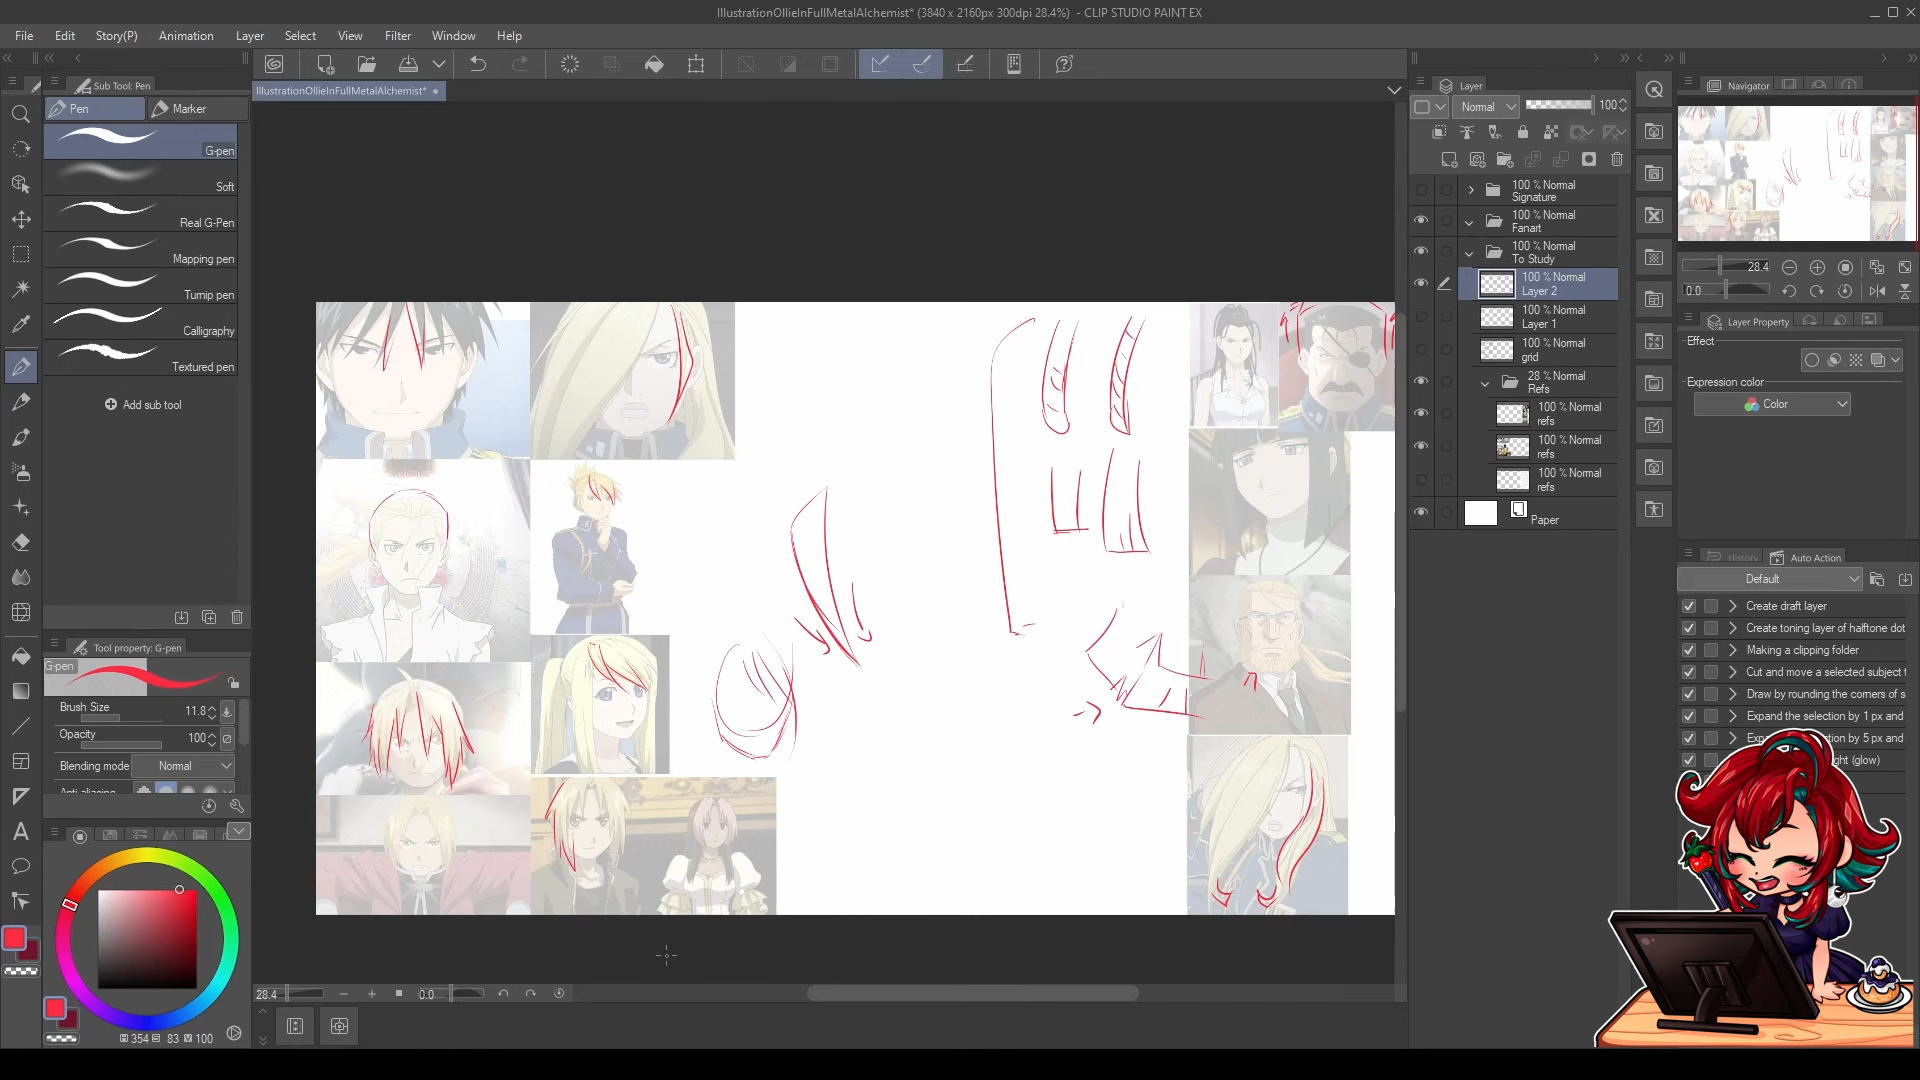 IllustrationOllieInFullMetalAlchemist* (3840 x 2160px 300dpi 28.4%) - CLIP STUDIO PAINT EX
File Edit Story(P) Animation Layer Select View Filter Window Help
Sub Tool: Pen
IllustrationOllieInFullMetalAlchemist*
Pen Marker
G-pen
Soft
Real G-Pen
Mapping pen
Turnip pen
Calligraphy
Textured pen
Add sub tool
Tool property: G-pen
G-pen
Brush Size 11.8
Opacity 100
Blending mode Normal
Anti-aliasing
354 83 V 100
28.4 0.0
Layer
Normal 100
100 % Normal
Signature
100 % Normal
Fanart
100 % Normal
To Study
100 % Normal
Layer 2
100 % Normal
Layer 1
100 % Normal
grid
28 % Normal
Refs
100 % Normal
refs
100 % Normal
refs
100 % Normal
refs
Paper
Navigator
28.4
0.0
Layer Property
Effect
Expression color
Color
History Auto Action
Default
Create draft layer
Create toning layer of halftone dot
Making a clipping folder
Cut and move a selected subject
Draw by rounding the corners of s
Expand the selection by 1 px and
ction by 5 px and
ght (glow)